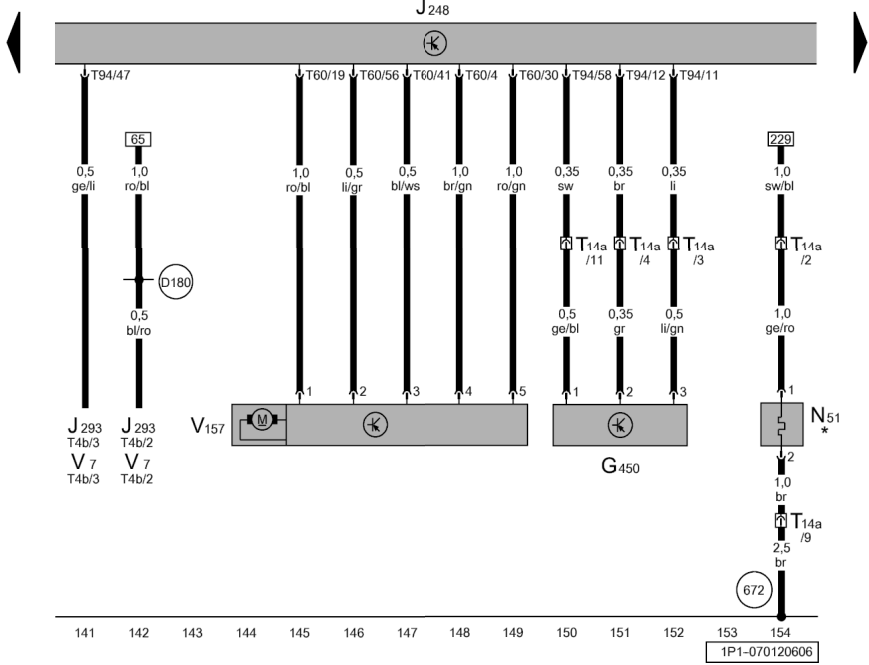 J 248
T94/47 T60/19 T60/56 T60/41 T60/4 T60/30 T94/58 T94/12 T94/11
65 229
0,5 1,0 1,0 0,5 0,5 1,0 1,0 0,35 0,35 0,35 1,0
ge/li ro/bl ro/bl li/gr bl/ws br/gn ro/gn sw br li sw/bl
T14a T14a T14a T14a
/11 /4 /3 /2
D180
0,5 0,5 0,35 0,5 1,0
bl/ro ge/bl gr li/gn ge/ro
1 2 3 4 5 1 2 3 1
J 293 J 293 V157 M N51
T4b/3 T4b/2 *
V 7 V 7 G450 2
T4b/3 T4b/2
1,0
br
T14a
/9
2,5
br
672
141 142 143 144 145 146 147 148 149 150 151 152 153 154
1P1-070120606